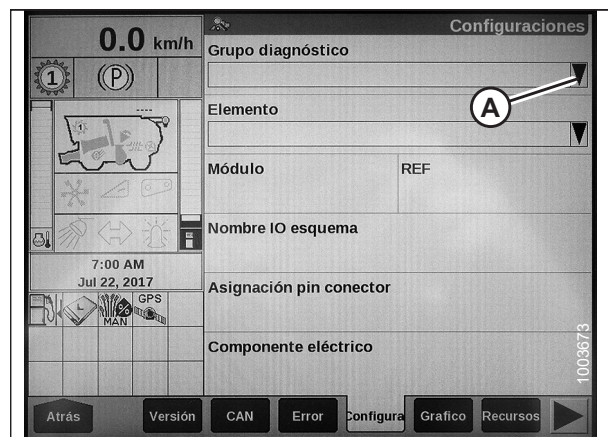 0.0 km/h
Configuraciones
Grupo diagnóstico
1
(P)
A
Elemento
1
Módulo
REF
Nombre IO esquema
7:00 AM
Jul 22, 2017
Asignación pin conector
GPS
L
%
MAN
Componente eléctrico
1003673
Atrás
Versión
CAN
Error
Configura
Grafico
Recursos